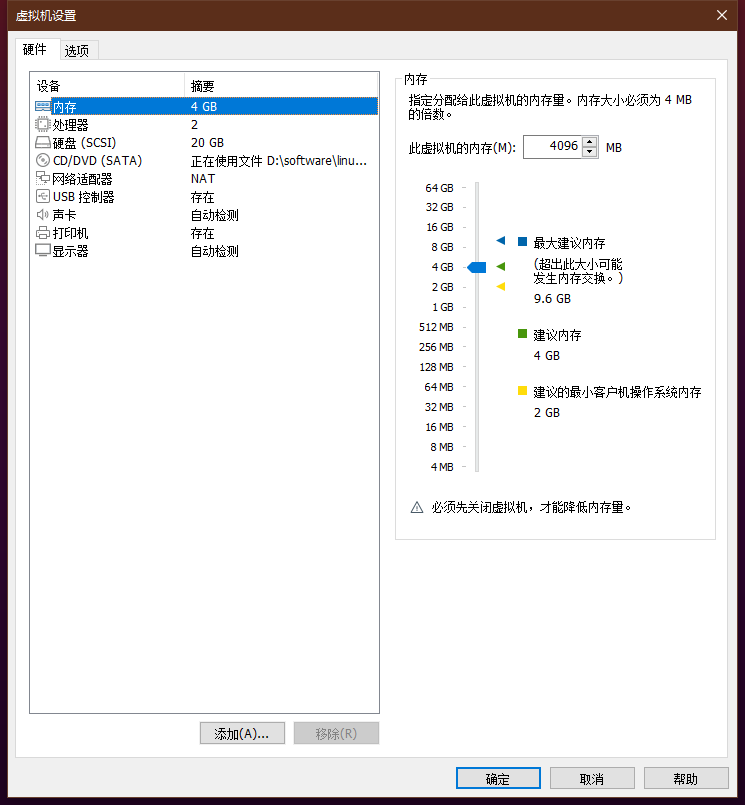 虚拟机设置
硬件
选项
设备 摘要
内存 4 GB
处理器 2
硬盘 (SCSI) 20 GB
CD/DVD (SATA) 正在使用文件 D:\software\linu...
网络适配器 NAT
USB 控制器 存在
声卡 自动检测
打印机 存在
显示器 自动检测
添加(A)...
移除(R)
内存
指定分配给此虚拟机的内存量。内存大小必须为 4 MB
的倍数。
此虚拟机的内存(M): 4096 MB
64 GB
32 GB
16 GB
8 GB
4 GB
2 GB
1 GB
512 MB
256 MB
128 MB
64 MB
32 MB
16 MB
8 MB
4 MB
最大建议内存
(超出此大小可能
发生内存交换。)
9.6 GB
建议内存
4 GB
建议的最小客户机操作系统内存
2 GB
必须先关闭虚拟机，才能降低内存量。
确定
取消
帮助